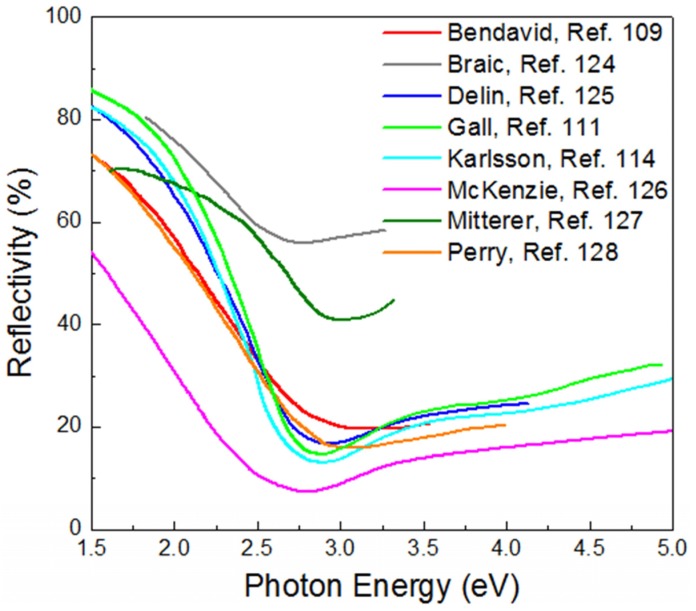 100
80
60
40
20
0
Reflectivity (%)
Bendavid, Ref. 109
Braic, Ref. 124
Delin, Ref. 125
Gall, Ref. 111
Karlsson, Ref. 114
McKenzie, Ref. 126
Mitterer, Ref. 127
Perry, Ref. 128
1.5 2.0 2.5 3.0 3.5 4.0 4.5 5.0
Photon Energy (eV)